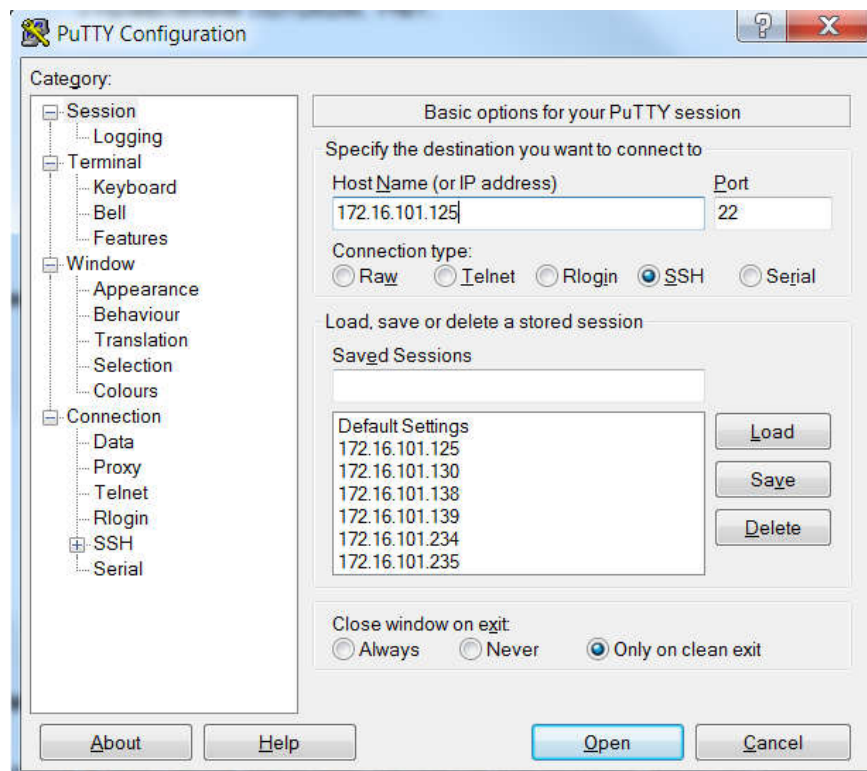 PuTTY Configuration
Category:
Session
Logging
Terminal
Keyboard
Bell
Features
Window
Appearance
Behaviour
Translation
Selection
Colours
Connection
Data
Proxy
Telnet
Rlogin
SSH
Serial
Basic options for your PuTTY session
Specify the destination you want to connect to
Host Name (or IP address) Port
172.16.101.125 22
Connection type:
Raw Telnet Rlogin SSH Serial
Load, save or delete a stored session
Saved Sessions
Default Settings
172.16.101.125
172.16.101.130
172.16.101.138
172.16.101.139
172.16.101.234
172.16.101.235
Load
Save
Delete
Close window on exit:
Always Never Only on clean exit
About Help Open Cancel